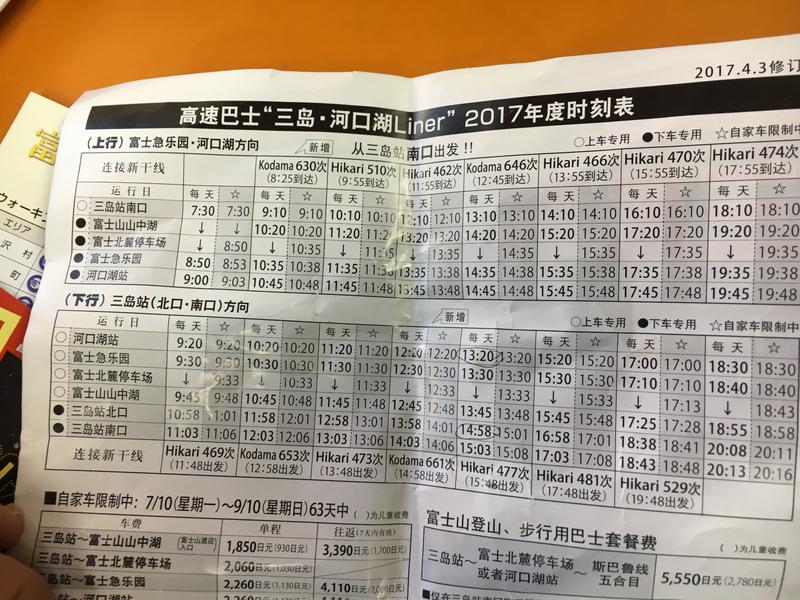 2017.4.3修订
高速巴士“三岛・河口湖Liner” 2017年度时刻表
(上行) 富士急乐园・河口湖方向 新增 从三岛站南口出发!! ○上车专用 ●下车专用 ☆自家车限制中
连接新干线 Kodama 630次 (8:25到达) Hikari 510次 (9:55到达) Hikari 462 (11:55到达) Kodama 646次 (12:45到达) Hikari 466次 (13:55到达) Hikari 470次 (15:55到达) Hikari 474次 (17:55到达)
运行日 每天 ☆ 每天 ☆ 每天 ☆ 每天 ☆ 每天 ☆ 每天 ☆ 每天 ☆ 每天 ☆
○ 三岛站南口 7:30 7:30 9:10 9:10 10:10 10:10 12:10 12:10 13:10 13:10 14:10 14:10 16:10 16:10 18:10 18:10
● 富士山山中湖 ↓ ↓ 10:20 10:20 11:20 11:20 13:20 13:20 14:20 14:20 15:20 15:20 17:20 17:20 19:20 19:20
● 富士北麓停车场 ↓ 8:50 ↓ 10:35 ↓ 11:35 ↓ 13:35 ↓ 14:35 ↓ 15:35 ↓ 17:35 ↓ 19:35
● 富士急乐园 8:50 8:53 10:35 10:38 11:35 11:38 13:35 13:38 14:35 14:38 15:35 15:38 17:35 17:38 19:35 19:38
● 河口湖站 9:00 9:03 10:45 10:48 11:45 11:48 13:45 13:48 14:45 14:48 15:45 15:48 17:45 17:48 19:45 19:48
(下行) 三岛站(北口・南口)方向 新增 ○上车专用 ●下车专用 ☆自家车限制中
运行日 每天 ☆ 每天 ☆ 每天 ☆ 每天 ☆ 每天 ☆ 每天 ☆ 每天 ☆ 每天 ☆
○ 河口湖站 9:20 9:20 10:20 10:20 11:20 11:20 12:20 12:20 13:20 13:20 15:20 15:20 17:00 17:00 18:30 18:30
○ 富士急乐园 9:30 9:30 10:30 10:30 11:30 11:30 12:30 12:30 13:30 13:30 15:30 15:30 17:10 17:10 18:40 18:40
○ 富士北麓停车场 ↓ 9:33 ↓ 10:33 ↓ 11:33 ↓ 12:33 ↓ 13:33 ↓ 15:33 ↓ 17:13 ↓ 18:43
○ 富士山山中湖 9:45 9:48 10:45 10:48 11:45 11:48 12:45 12:48 13:45 13:48 15:45 15:48 17:25 17:28 18:55 18:58
● 三岛站北口 10:58 11:01 11:58 12:01 12:58 13:01 13:58 14:01 14:58 15:01 16:58 17:01 18:38 18:41 20:08 20:11
● 三岛站南口 11:03 11:06 12:03 12:06 13:03 13:06 14:03 14:06 15:03 15:08 17:03 17:08 18:43 18:48 20:13 20:16
连接新干线 Hikari 469次 (11:48出发) Kodama 653次 (12:58出发) Hikari 473次 (13:48出发) Kodama 661次 (14:58出发) Hikari 477次 (15:48出发) Hikari 481次 (17:48出发) Hikari 529次 (19:48出发)
■自家车限制中：7/10(星期一)～9/10(星期日)63天中 ( )为儿童收费
车费 单程 往返(7天内有效)
三岛站～富士山山中湖 富士山酒店入口 1,850日元(930日元) 3,390日元(1,700日元)
三岛站～富士北麓停车场 2,060日元(1,030日元)
三岛站～富士急乐园 2,260日元(1,130日元) 4,110日元
三岛站～河口湖站
富士山登山、步行用巴士套餐费 ( )为儿童收费
三岛站～富士北麓停车场或者河口湖站～斯巴鲁线五合目 5,550日元(2,780日元)
ウォーキ
エリア
沢 村
町